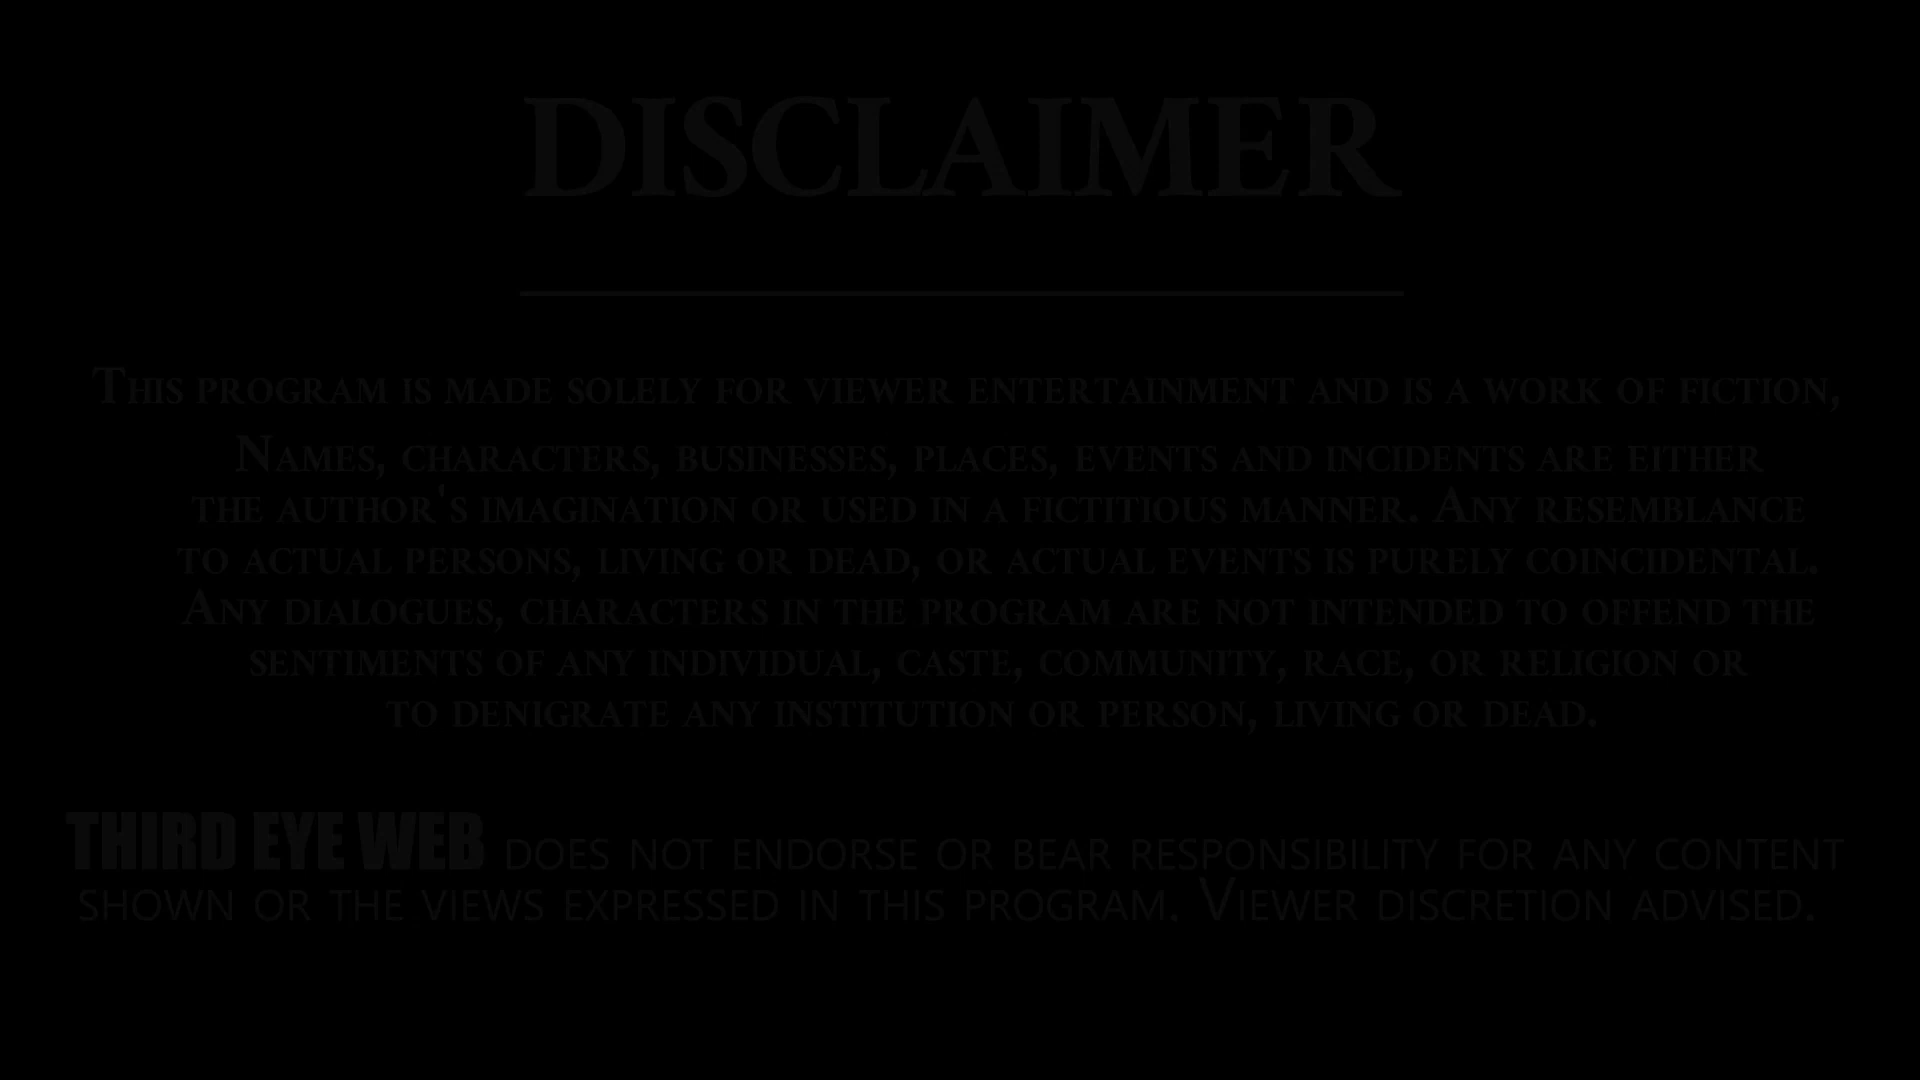 DISCLAIMER
This program is made solely for viewer entertainment and is a work of fiction,
Names, characters, businesses, places, events and incidents are either
the author's imagination or used in a fictitious manner. Any resemblance
to actual persons, living or dead, or actual events is purely coincidental.
Any dialogues, characters in the program are not intended to offend the
sentiments of any individual, caste, community, race, or religion or
to denigrate any institution or person, living or dead.
THIRD EYE WEB does not endorse or bear responsibility for any content
shown or the views expressed in this program. Viewer discretion advised.